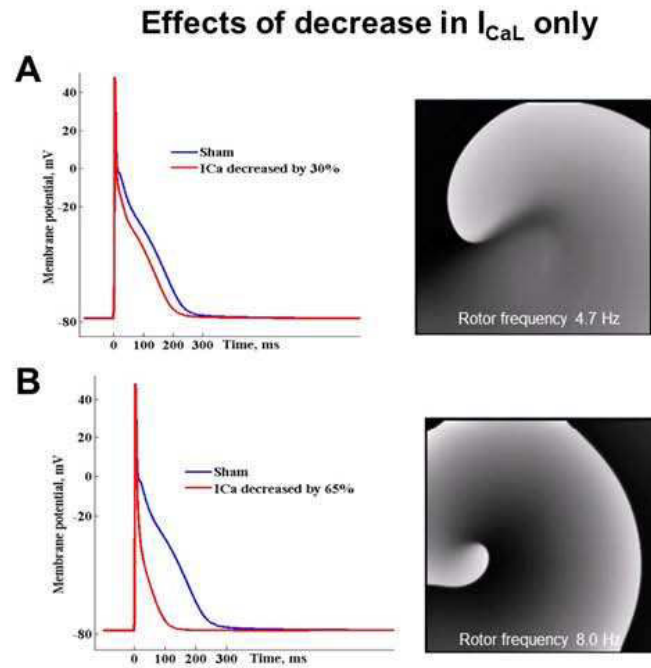 Effects of decrease in I_CaL only
A
Membrane potential, mV
40
20
0
-20
-80
Sham
ICa decreased by 30%
0 100 200 300 Time, ms
Rotor frequency 4.7 Hz
B
Membrane potential, mV
40
20
0
-20
-80
Sham
ICa decreased by 65%
0 100 200 300 Time, ms
Rotor frequency 8.0 Hz